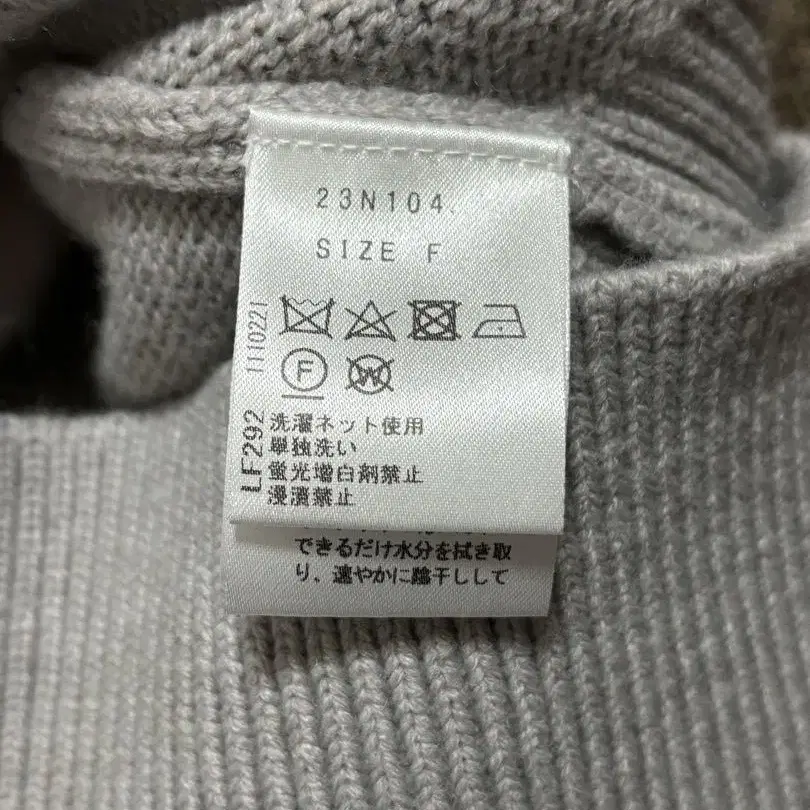 23N104.
SIZE F
1110221
F
W
LF292
洗濯ネット使用
単独洗い
蛍光増白剤禁止
浸漬禁止
できるだけ水分を拭き取
り、速やかに陰干しして